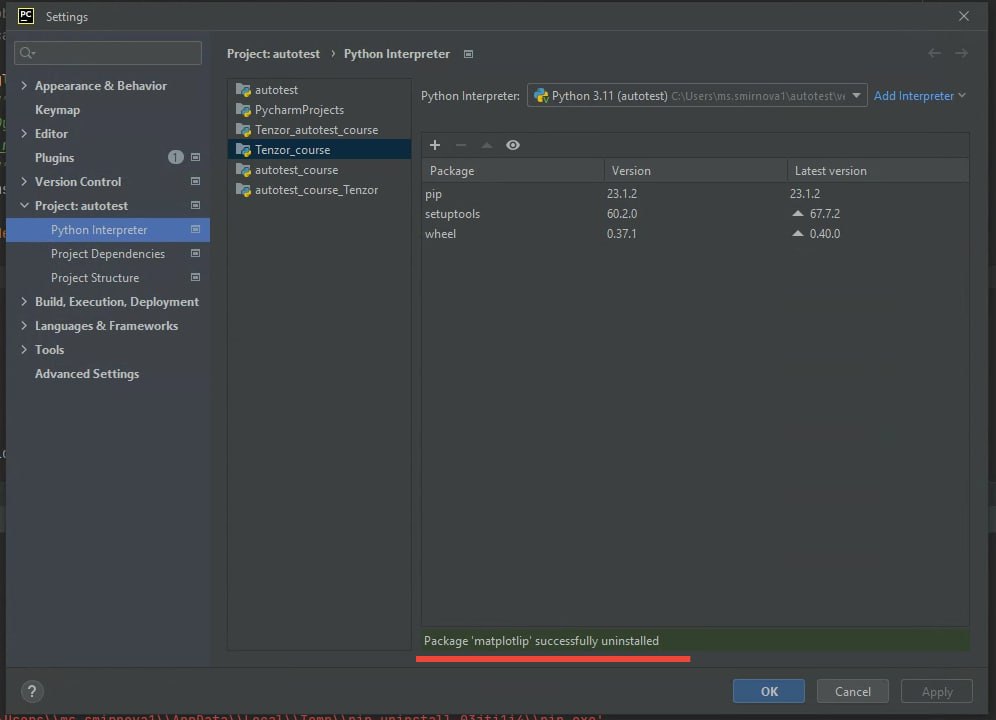 PC
Settings
Project: autotest › Python Interpreter
Appearance & Behavior
Keymap
Editor
Plugins 1
Version Control
Project: autotest
Python Interpreter
Project Dependencies
Project Structure
Build, Execution, Deployment
Languages & Frameworks
Tools
Advanced Settings
autotest
PycharmProjects
Tenzor_autotest_course
Tenzor_course
autotest_course
autotest_course_Tenzor
Python Interpreter: Python 3.11 (autotest) C:\Users\ms.smirnova1\autotest\ve Add Interpreter
Package Version Latest version
pip 23.1.2 23.1.2
setuptools 60.2.0 67.7.2
wheel 0.37.1 0.40.0
Package 'matplotlip' successfully uninstalled
? OK Cancel Apply